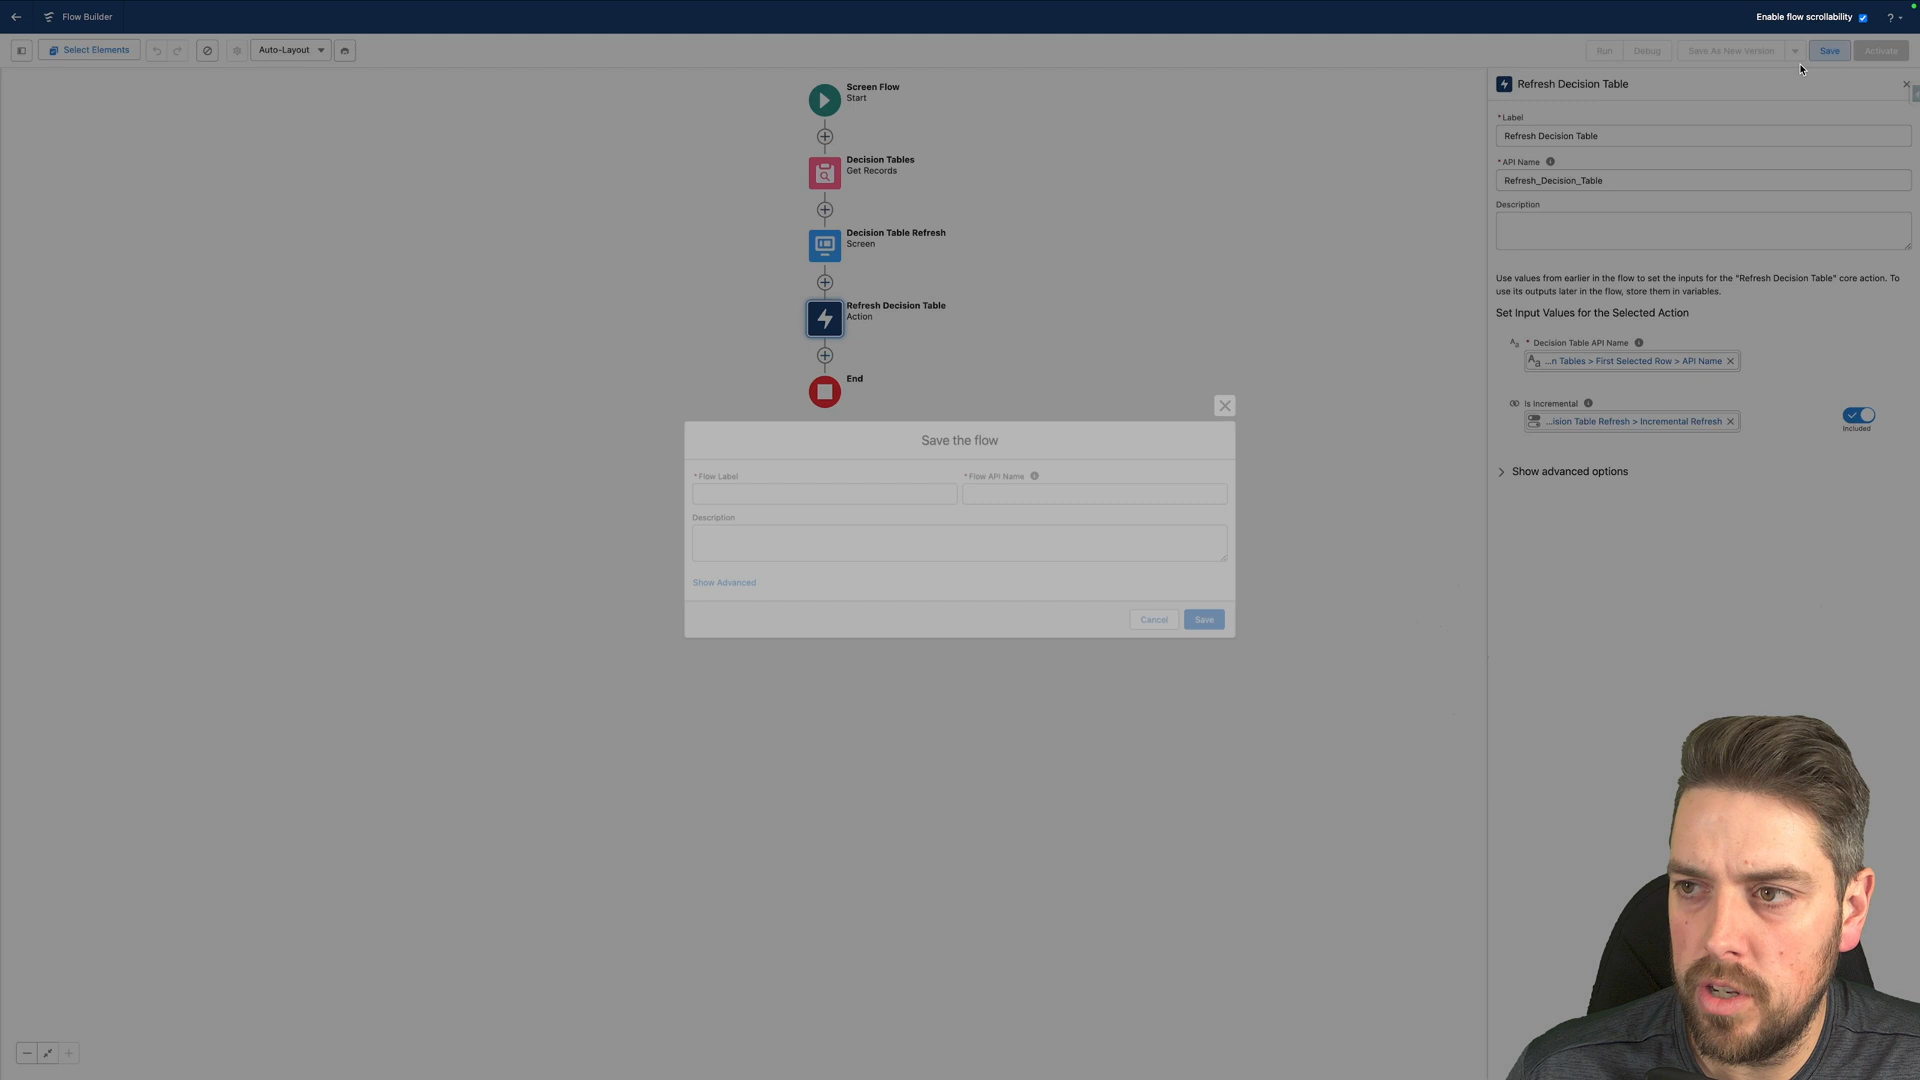 Flow Builder
Enable flow scrollability
?
Select Elements
Auto-Layout
Run
Debug
Save As New Version
Save
Activate
Screen Flow
Start
Decision Tables
Get Records
Decision Table Refresh
Screen
Refresh Decision Table
Action
End
Save the flow
* Flow Label
* Flow API Name
Description
Show Advanced
Cancel
Save
Refresh Decision Table
* Label
Refresh Decision Table
* API Name
Refresh_Decision_Table
Description
Use values from earlier in the flow to set the inputs for the "Refresh Decision Table" core action. To
use its outputs later in the flow, store them in variables.
Set Input Values for the Selected Action
Aa * Decision Table API Name
Aa ...n Tables > First Selected Row > API Name
Is Incremental
...ision Table Refresh > Incremental Refresh
Included
Show advanced options